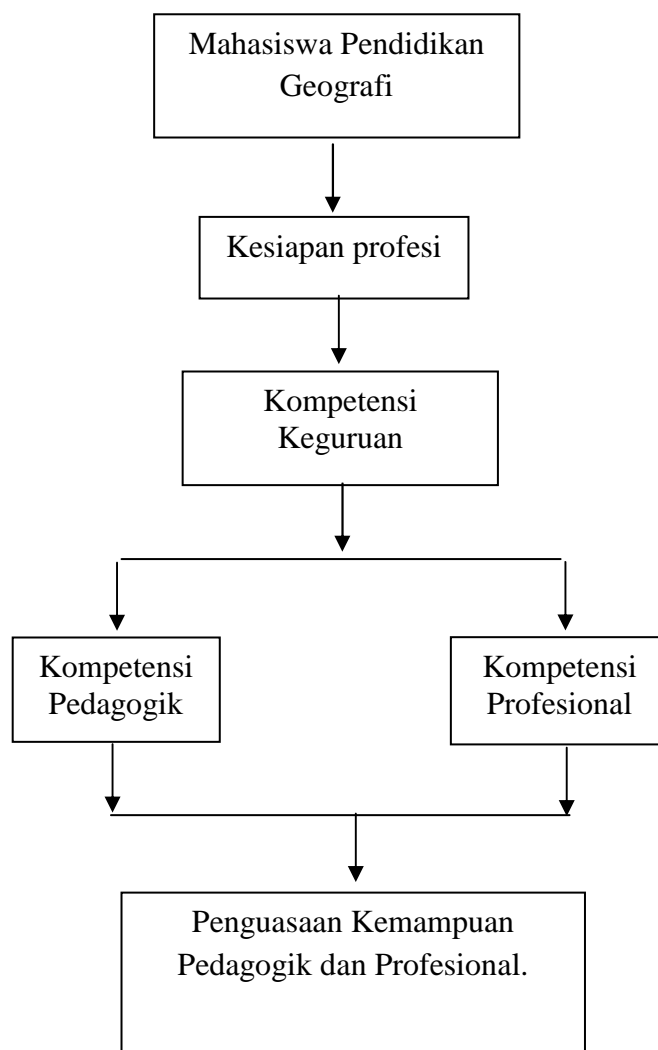 Mahasiswa Pendidikan
Geografi
Kesiapan profesi
Kompetensi
Keguruan
Kompetensi
Pedagogik
Kompetensi
Profesional
Penguasaan Kemampuan
Pedagogik dan Profesional.